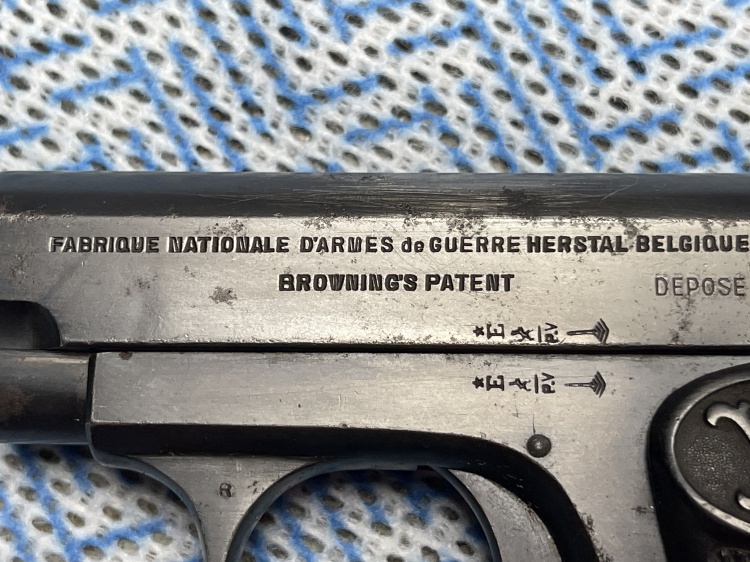 FABRIQUE NATIONALE D'ARMES de GUERRE HERSTAL BELGIQUE
BROWNING'S PATENT
DEPOSE
*E
P.V
*E
P.V